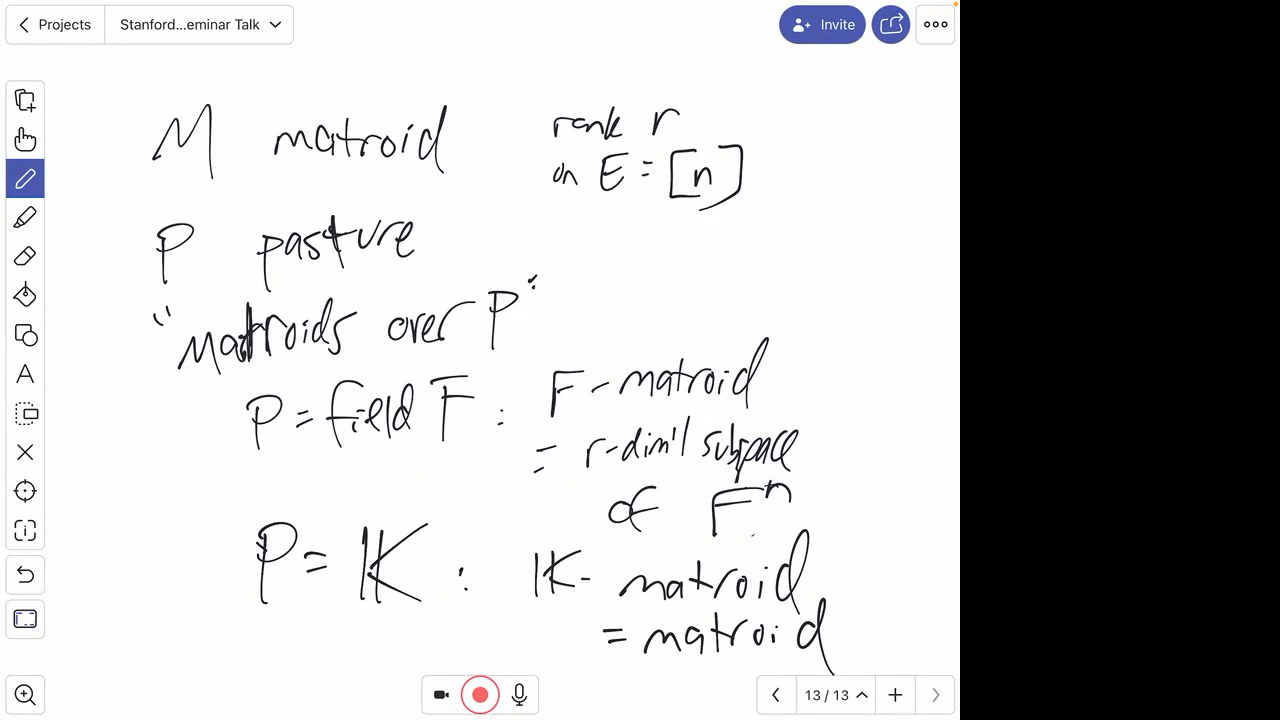 Projects
Stanford...eminar Talk
Invite
M matroid
rank r
on E = [n]
P pasture
"Matroids over P"
P = field F : F-matroid
= r-dim'l subspace
of Fⁿ
P = 𝕂 : 𝕂-matroid
= matroid
A
13 / 13